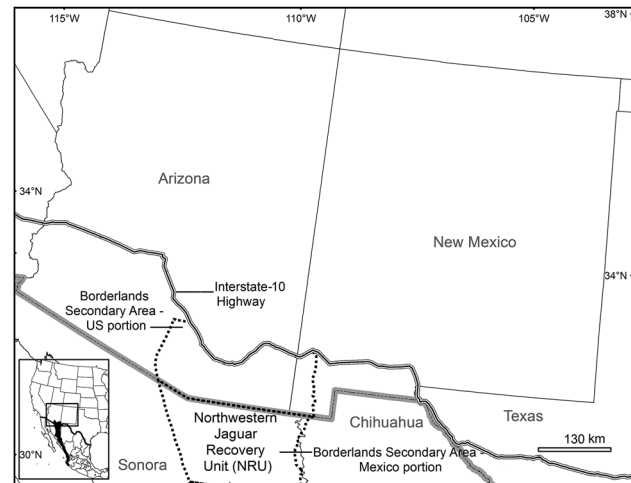 115°W
110°W
105°W
38°N
Arizona
34°N
New Mexico
34°N
Interstate-10
Highway
Borderlands
Secondary Area -
US portion
Northwestern
Jaguar
Recovery
Unit (NRU)
Chihuahua
Texas
130 km
Borderlands Secondary Area -
Mexico portion
30°N
Sonora